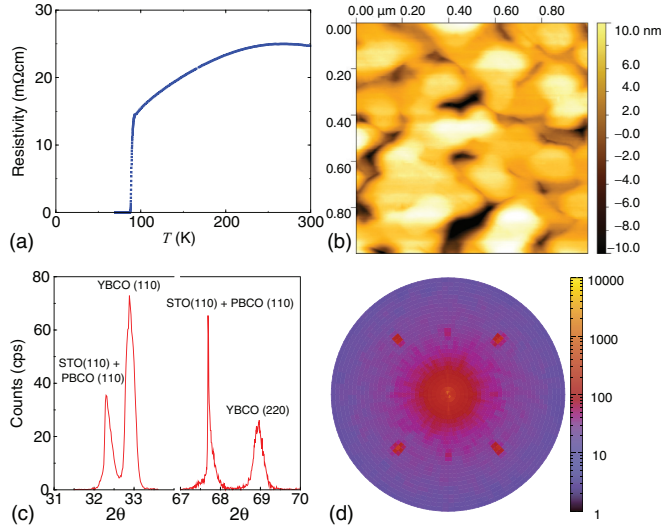 30
20
10
0
Resistivity (mΩcm)
0
100
200
300
T (K)
(a)
0.00 μm
0.20
0.40
0.60
0.80
0.00
0.20
0.40
0.60
0.80
10.0 nm
6.0
4.0
2.0
−0.0
−2.0
−4.0
−6.0
−10.0
(b)
80
60
40
20
0
Counts (cps)
YBCO (110)
STO(110) +
PBCO (110)
STO(110) + PBCO (110)
YBCO (220)
31
32
33
67
68
69
70
2θ
2θ
(c)
10000
1000
100
10
1
(d)